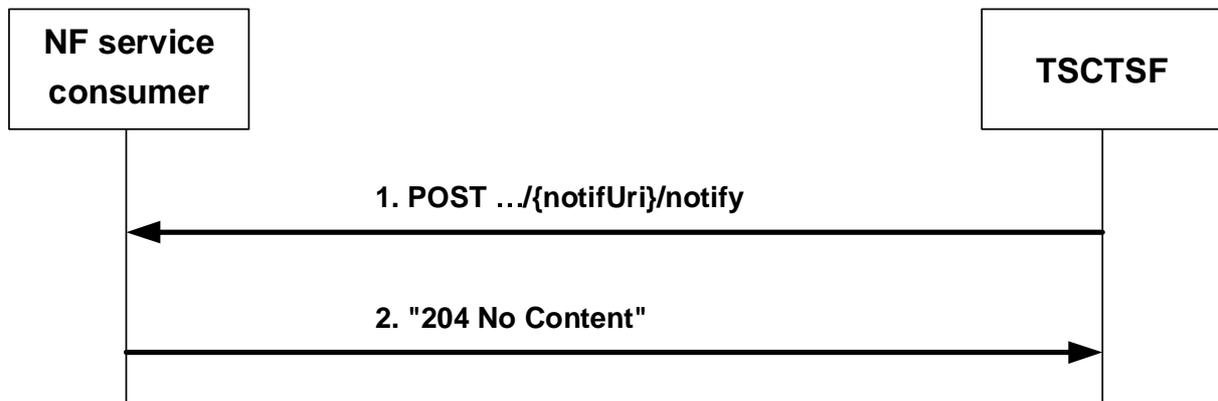 NF service
consumer
TSCTSF
1. POST …/{notifUri}/notify
2. "204 No Content"